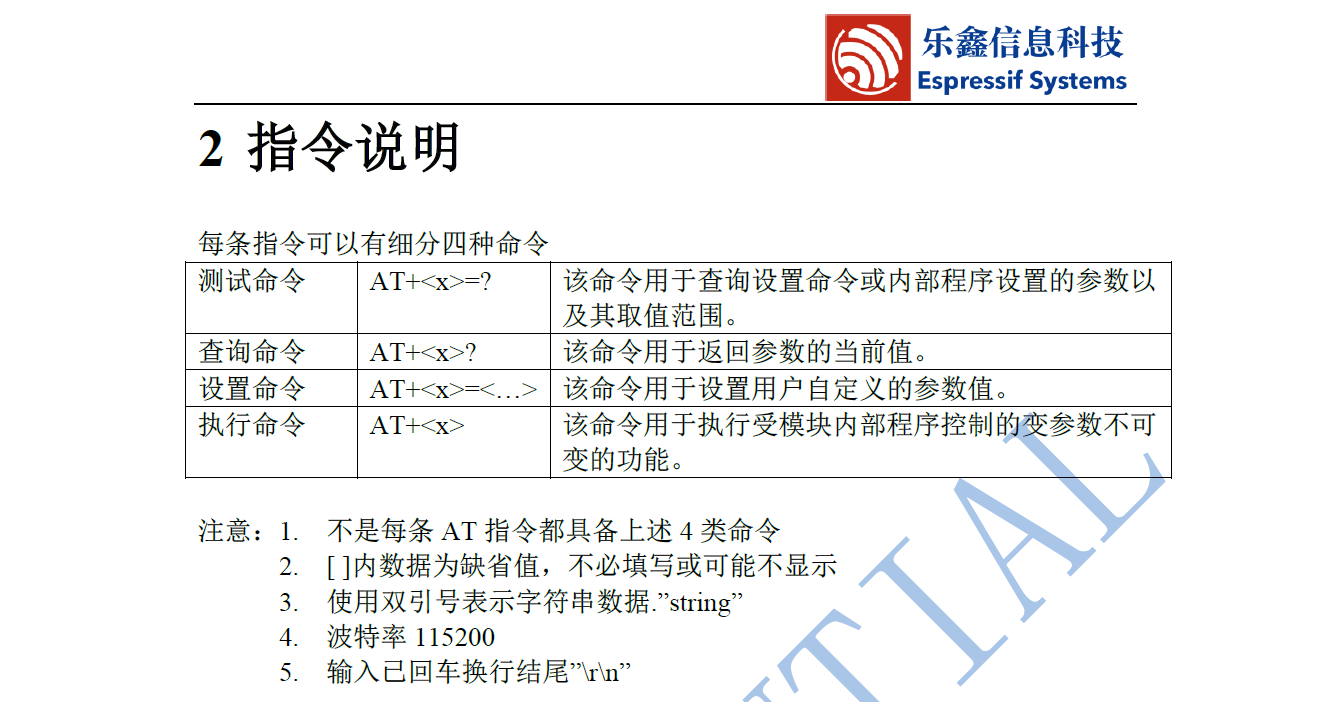 乐鑫信息科技
Espressif Systems
2 指令说明
每条指令可以有细分四种命令
测试命令 AT+<x>=? 该命令用于查询设置命令或内部程序设置的参数以
及其取值范围。
查询命令 AT+<x>? 该命令用于返回参数的当前值。
设置命令 AT+<x>=<…> 该命令用于设置用户自定义的参数值。
执行命令 AT+<x> 该命令用于执行受模块内部程序控制的变参数不可
变的功能。
注意：1. 不是每条 AT 指令都具备上述 4 类命令
2. [ ]内数据为缺省值，不必填写或可能不显示
3. 使用双引号表示字符串数据.”string”
4. 波特率 115200
5. 输入已回车换行结尾”\r\n”
NTIAL